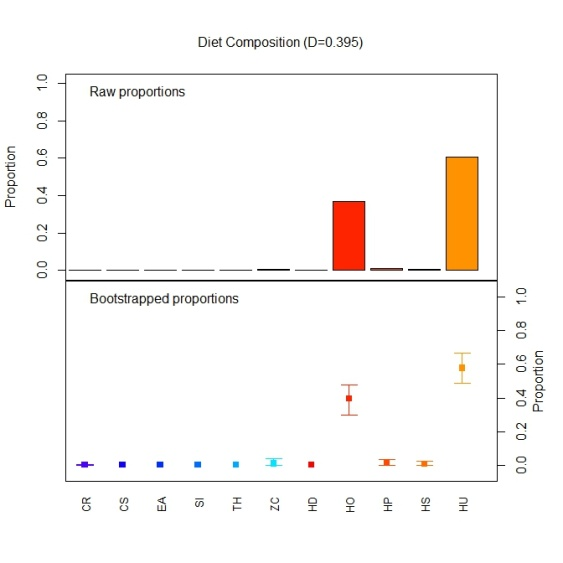 Diet Composition (D=0.395)
Raw proportions
Proportion
0.0 0.2 0.4 0.6 0.8 1.0
Bootstrapped proportions
Proportion
0.0 0.2 0.4 0.6 0.8 1.0
CR CS EA SI TH ZC HD HO HP HS HU